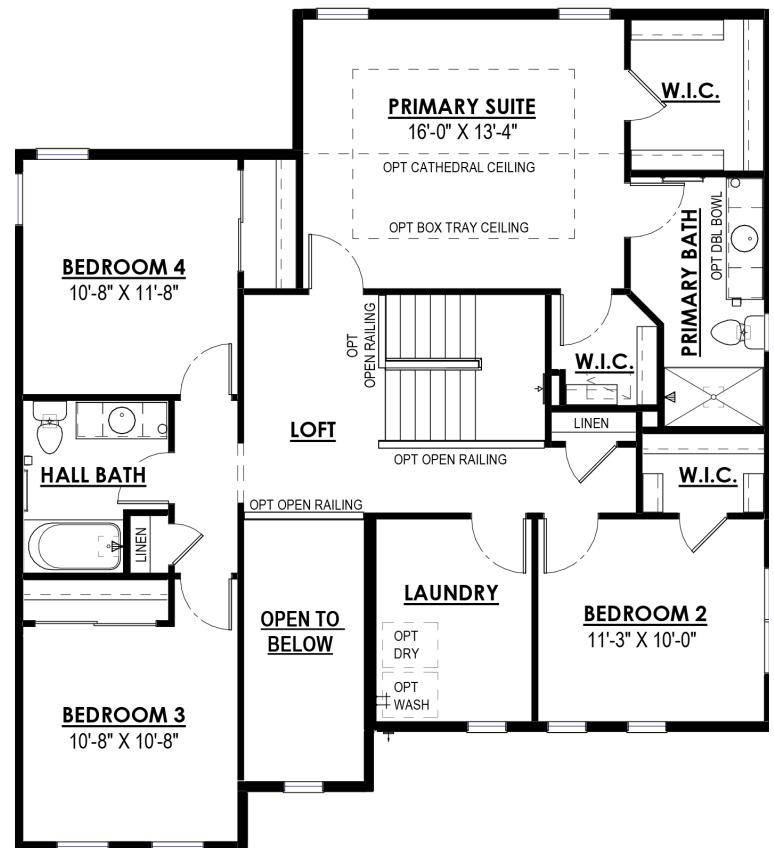 PRIMARY SUITE
16'-0" X 13'-4"
OPT CATHEDRAL CEILING
OPT BOX TRAY CEILING
W.I.C.
PRIMARY BATH
OPT DBL BOWL
BEDROOM 4
10'-8" X 11'-8"
OPT
OPEN RAILING
W.I.C.
LINEN
LOFT
OPT OPEN RAILING
HALL BATH
W.I.C.
OPT OPEN RAILING
LINEN
LAUNDRY
OPT
DRY
OPT
WASH
BEDROOM 2
11'-3" X 10'-0"
OPEN TO
BELOW
BEDROOM 3
10'-8" X 10'-8"